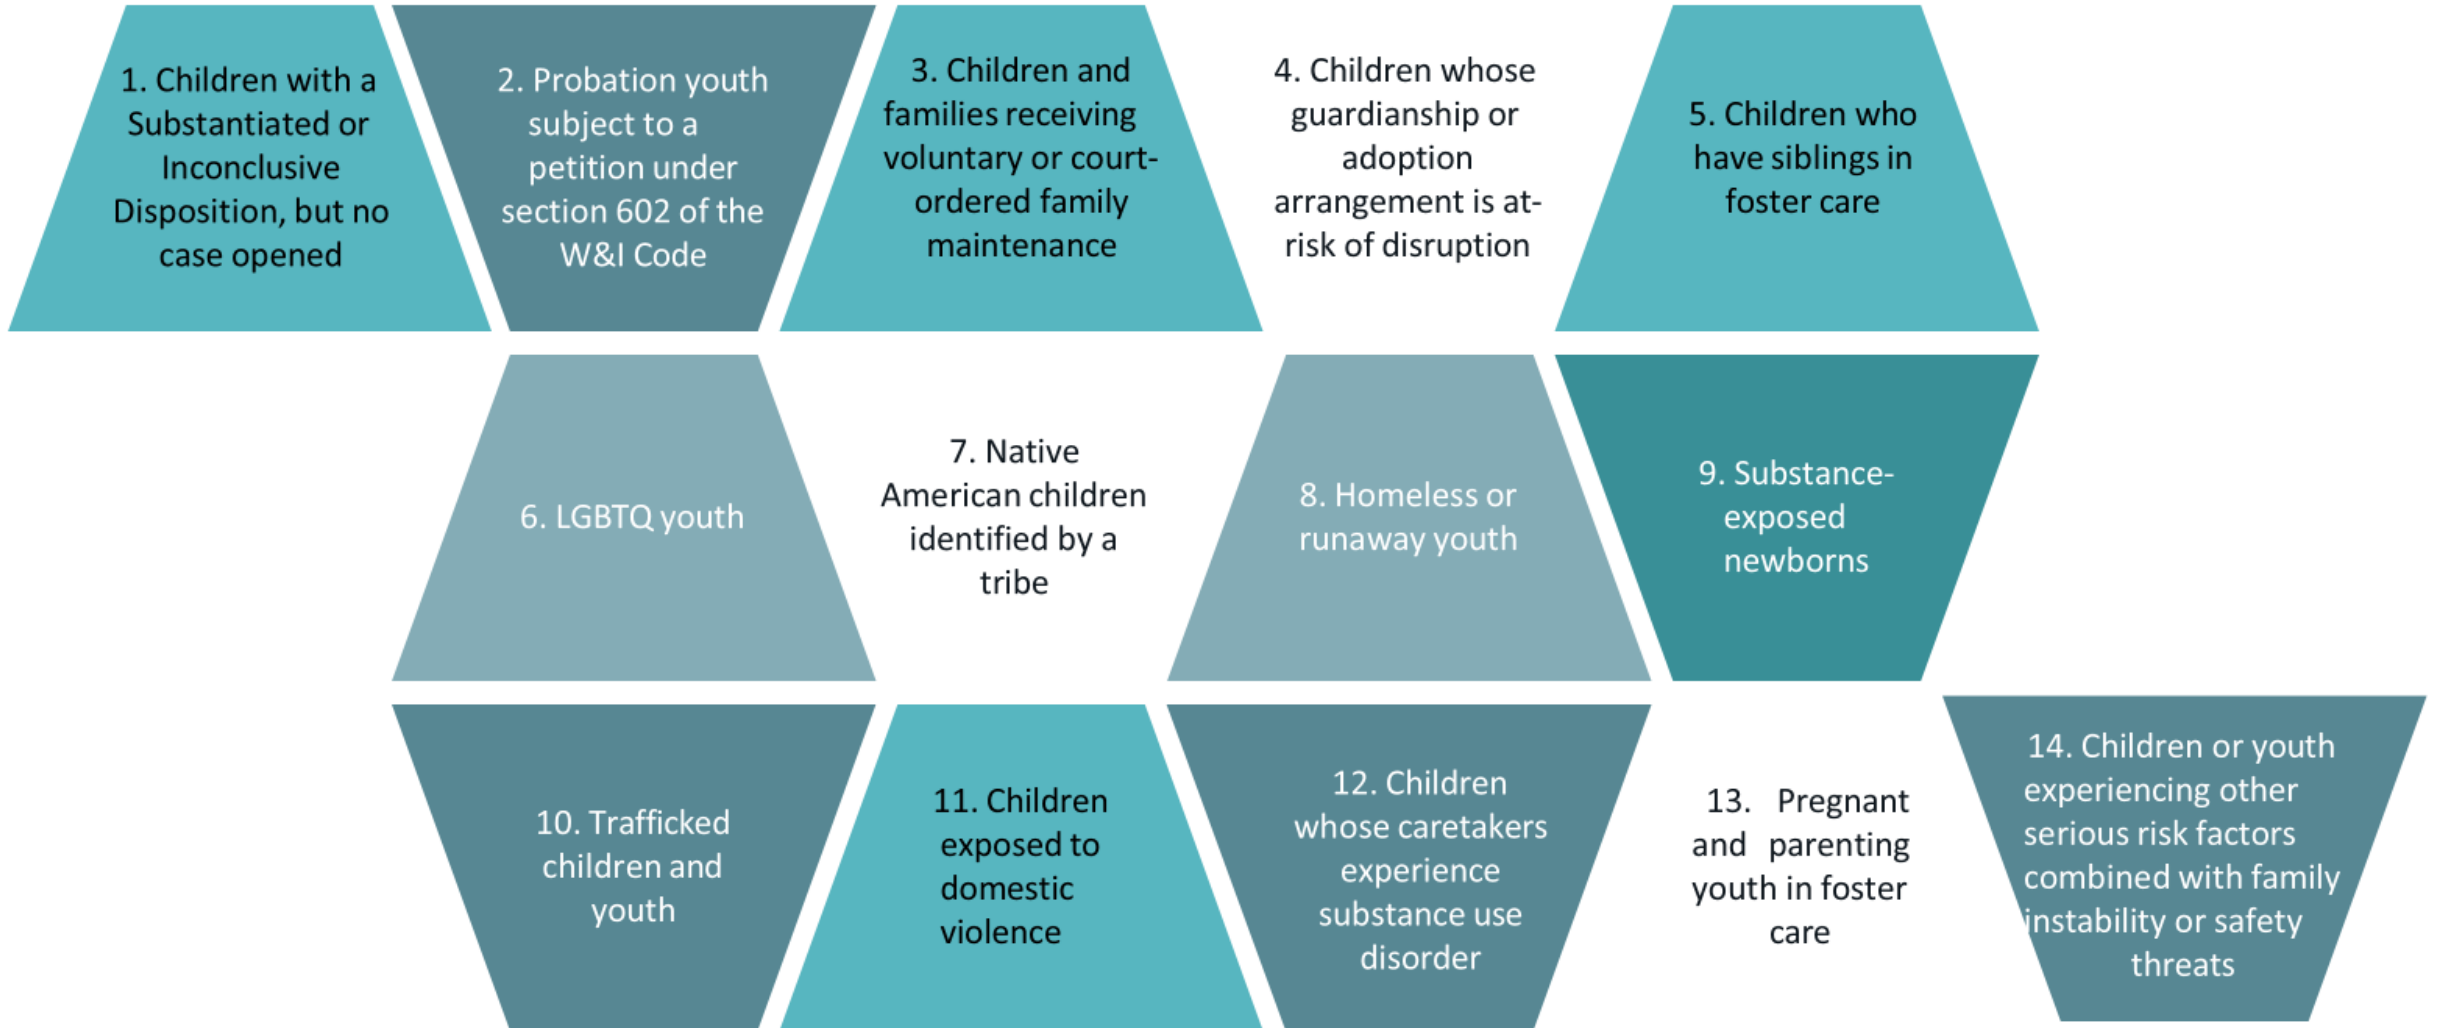 1. Children with a
Substantiated or
Inconclusive
Disposition, but no
case opened
2. Probation youth
subject to a
petition under
section 602 of the
W&I Code
3. Children and
families receiving
voluntary or court-
ordered family
maintenance
4. Children whose
guardianship or
adoption
arrangement is at-
risk of disruption
5. Children who
have siblings in
foster care
6. LGBTQ youth
7. Native
American children
identified by a
tribe
8. Homeless or
runaway youth
9. Substance-
exposed
newborns
10. Trafficked
children and
youth
11. Children
exposed to
domestic
violence
12. Children
whose caretakers
experience
substance use
disorder
13. Pregnant
and parenting
youth in foster
care
14. Children or youth
experiencing other
serious risk factors
combined with family
instability or safety
threats